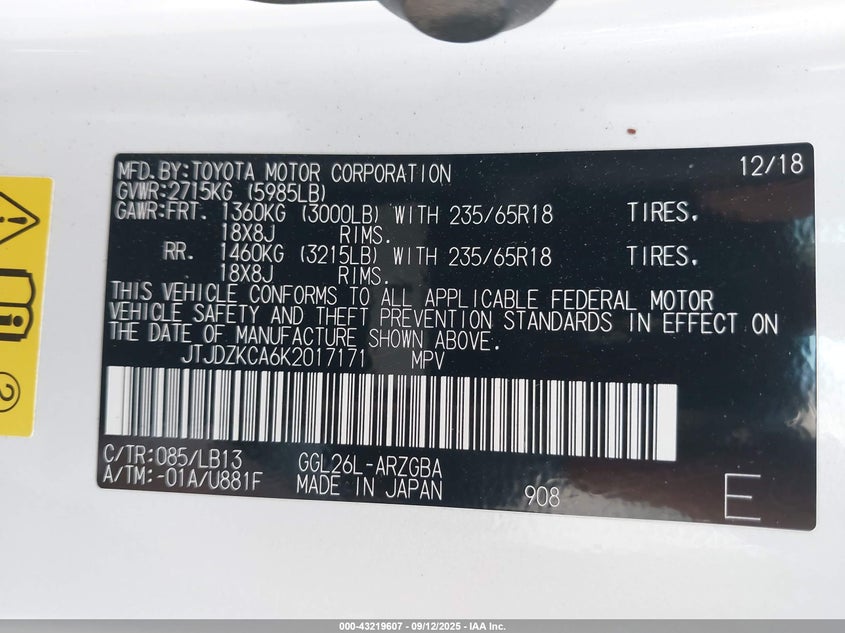 MFD.BY:TOYOTA MOTOR CORPORATION 12/18
GVWR:2715KG (5985LB)
GAWR:FRT. 1360KG (3000LB) WITH 235/65R18 TIRES.
18X8J RIMS.
RR. 1460KG (3215LB) WITH 235/65R18 TIRES.
18X8J RIMS.
THIS VEHICLE CONFORMS TO ALL APPLICABLE FEDERAL MOTOR
VEHICLE SAFETY AND THEFT PREVENTION STANDARDS IN EFFECT ON
THE DATE OF MANUFACTURE SHOWN ABOVE.
JTJDZKCA6K2017171 MPV
C/TR:085/LB13 GGL26L-ARZGBA
A/TM:-01A/U881F MADE IN JAPAN 908 E
2
000-43219607 - 09/12/2025 - IAA Inc.